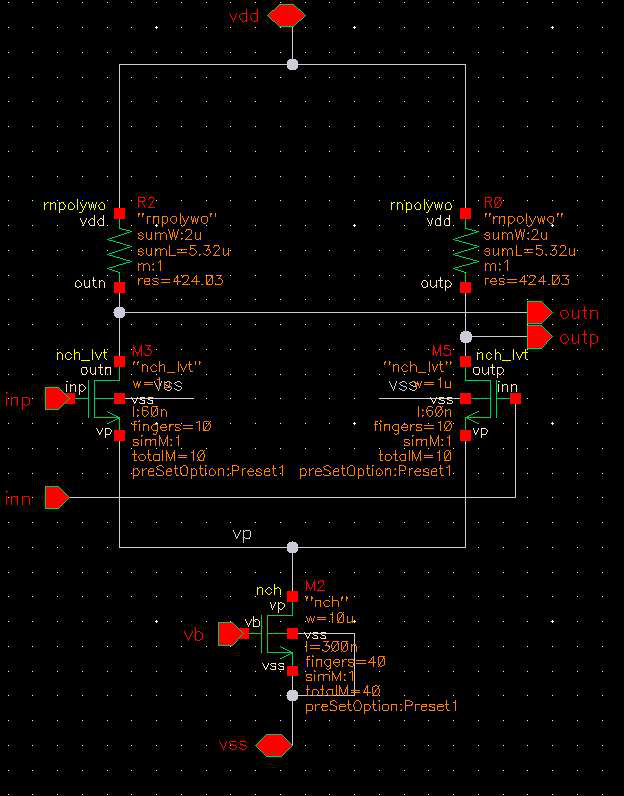 vdd
rnpolywo
vdd
R2
"rnpolywo"
sumW:2u
sumL=5.32u
m:1
res=424.03
outn
rnpolywo
vdd
R0
"rnpolywo"
sumW:2u
sumL=5.32u
m:1
res=424.03
outp
outn
outp
nch_lvt
outn
M3
"nch_lvt"
w=1u
vss
inp
inp
vss
l:60n
fingers=10
simM:1
totalM=10
preSetOption:Preset1
vp
M5
nch_lvt
outp
"nch_lvt"
w=1u
vss
inn
vss
l:60n
fingers=10
simM:1
totalM=10
preSetOption:Preset1
vp
inn
vp
nch
vp
M2
"nch"
w=10u
vb
vb
vss
l=300n
fingers=40
simM:1
totalM=40
preSetOption:Preset1
vss
vss